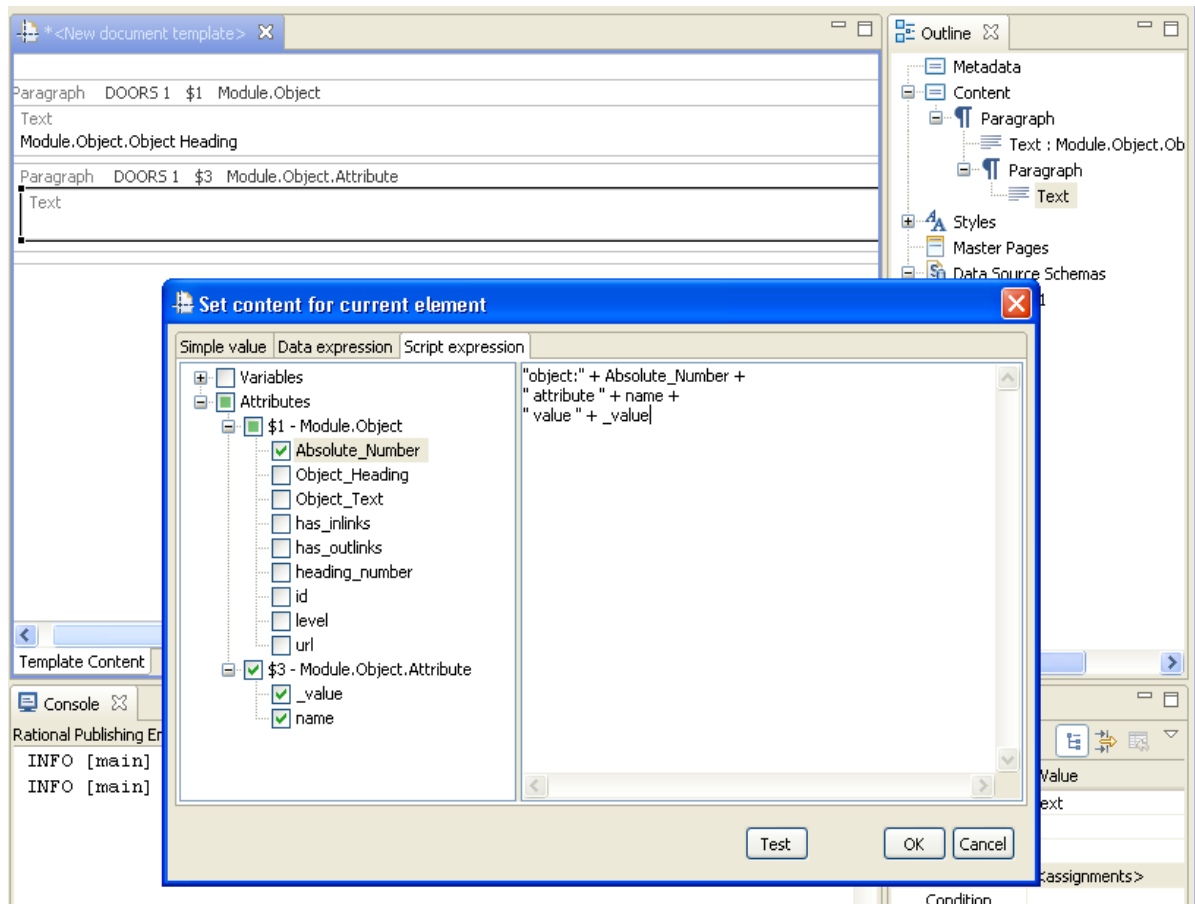 *<New document template>
Paragraph DOORS 1 $1 Module.Object
Text
Module.Object.Object Heading
Paragraph DOORS 1 $3 Module.Object.Attribute
Text
Outline
Metadata
Content
Paragraph
Text : Module.Object.Ob
Paragraph
Text
Styles
Master Pages
Data Source Schemas
1
Set content for current element
Simple value Data expression Script expression
Variables
Attributes
$1 - Module.Object
Absolute_Number
Object_Heading
Object_Text
has_inlinks
has_outlinks
heading_number
id
level
url
$3 - Module.Object.Attribute
_value
name
"object:" + Absolute_Number +
" attribute " + name +
" value " + _value
Test OK Cancel
Template Content
Console
Rational Publishing En
INFO [main]
INFO [main]
Value
ext
<assignments>
Condition